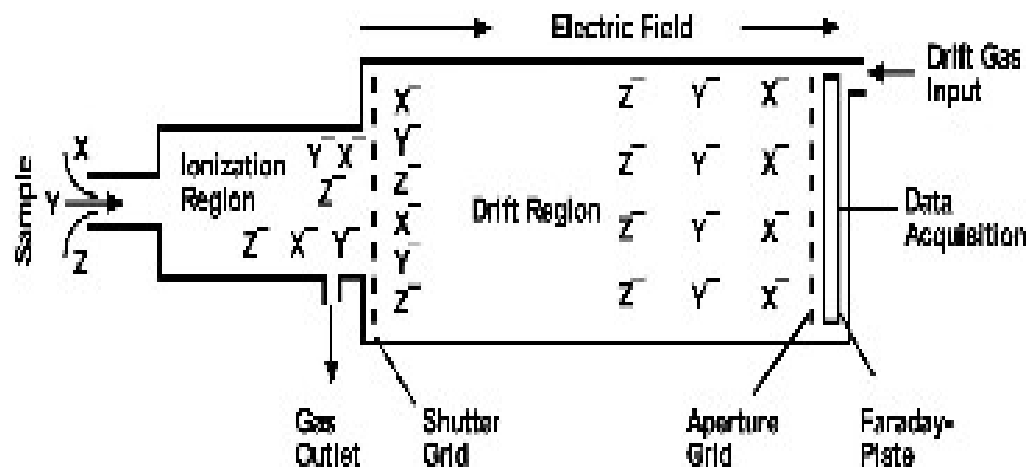 Electric Field
Drift Gas
Input
X⁻
Z⁻ Y⁻ X⁻
Sample
X
Y
Z
Ionization
Region
Y⁻ X⁻
Z⁻
Y⁻
Z⁻
Z⁻ Y⁻ X⁻
Drift Region
X⁻
Z⁻ Y⁻ X⁻
Data
Acquisition
Z⁻ X⁻ Y⁻
Y⁻
Z⁻
Z⁻ Y⁻ X⁻
Gas
Outlet
Shutter
Grid
Aperture
Grid
Faraday-
Plate